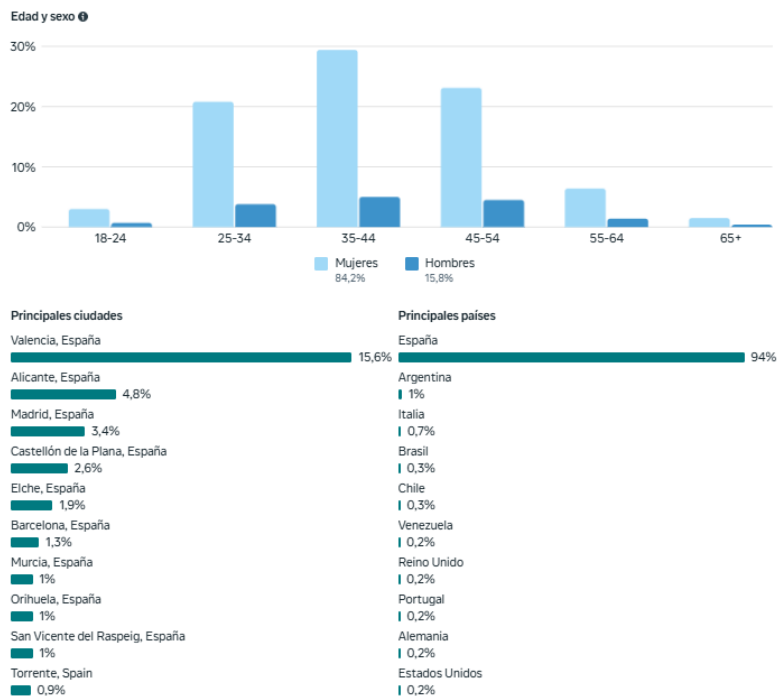 Edad y sexo
30%
20%
10%
0%
18-24 25-34 35-44 45-54 55-64 65+
Mujeres Hombres
84,2% 15,8%
Principales ciudades
Valencia, España
15,6%
Alicante, España
4,8%
Madrid, España
3,4%
Castellón de la Plana, España
2,6%
Elche, España
1,9%
Barcelona, España
1,3%
Murcia, España
1%
Orihuela, España
1%
San Vicente del Raspeig, España
1%
Torrente, Spain
0,9%
Principales países
España
94%
Argentina
1%
Italia
0,7%
Brasil
0,3%
Chile
0,3%
Venezuela
0,2%
Reino Unido
0,2%
Portugal
0,2%
Alemania
0,2%
Estados Unidos
0,2%